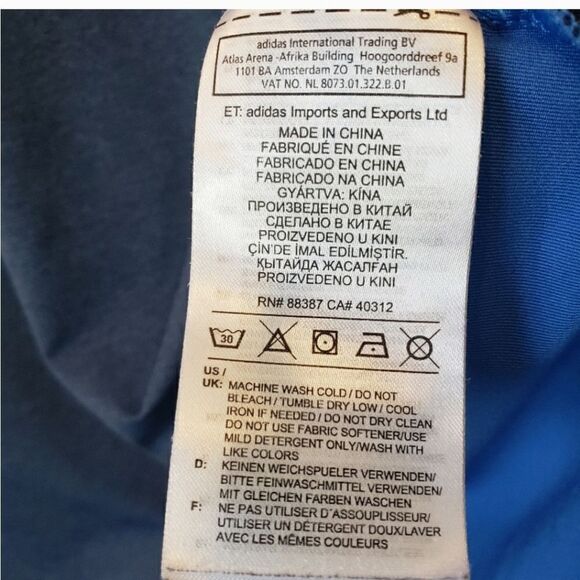 adidas International Trading BV
Atlas Arena -Afrika Building Hoogoorddreef 9a
1101 BA Amsterdam ZO The Netherlands
VAT NO. NL 8073.01.322.B.01
ET: adidas Imports and Exports Ltd
MADE IN CHINA
FABRIQUÉ EN CHINE
FABRICADO EN CHINA
FABRICADO NA CHINA
GYÁRTVA: KÍNA
ПРОИЗВЕДЕНО В КИТАЙ
СДЕЛАНО В КИТАЕ
PROIZVEDENO U KINI
ÇİN'DE İMAL EDİLMİŞTİR.
ҚЫТАЙДА ЖАСАЛҒАН
PROIZVEDENO U KINI
RN# 88387 CA# 40312
30
US /
UK: MACHINE WASH COLD / DO NOT
BLEACH / TUMBLE DRY LOW / COOL
IRON IF NEEDED / DO NOT DRY CLEAN
DO NOT USE FABRIC SOFTENER/USE
MILD DETERGENT ONLY/WASH WITH
LIKE COLORS
D: KEINEN WEICHSPUELER VERWENDEN/
BITTE FEINWASCHMITTEL VERWENDEN/
MIT GLEICHEN FARBEN WASCHEN
F: NE PAS UTILISER D'ASSOUPLISEUR/
UTILISER UN DÉTERGENT DOUX/LAVER
AVEC LES MÊMES COULEURS